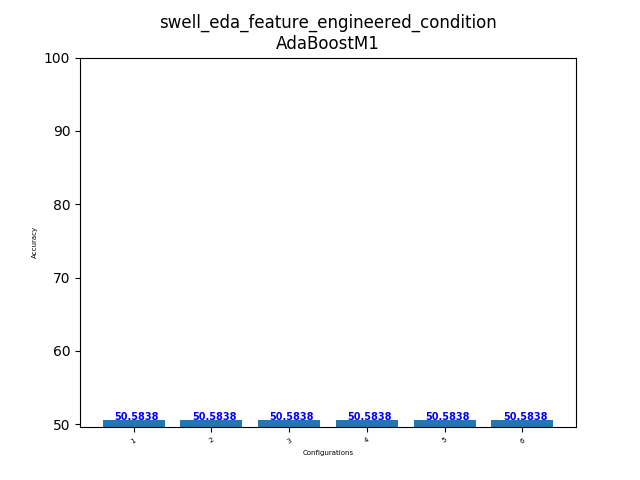 swell_eda_feature_engineered_condition
AdaBoostM1
100
90
80
70
60
50
Accuracy
50.5838 50.5838 50.5838 50.5838 50.5838 50.5838
1 2 3 4 5 6
Configurations